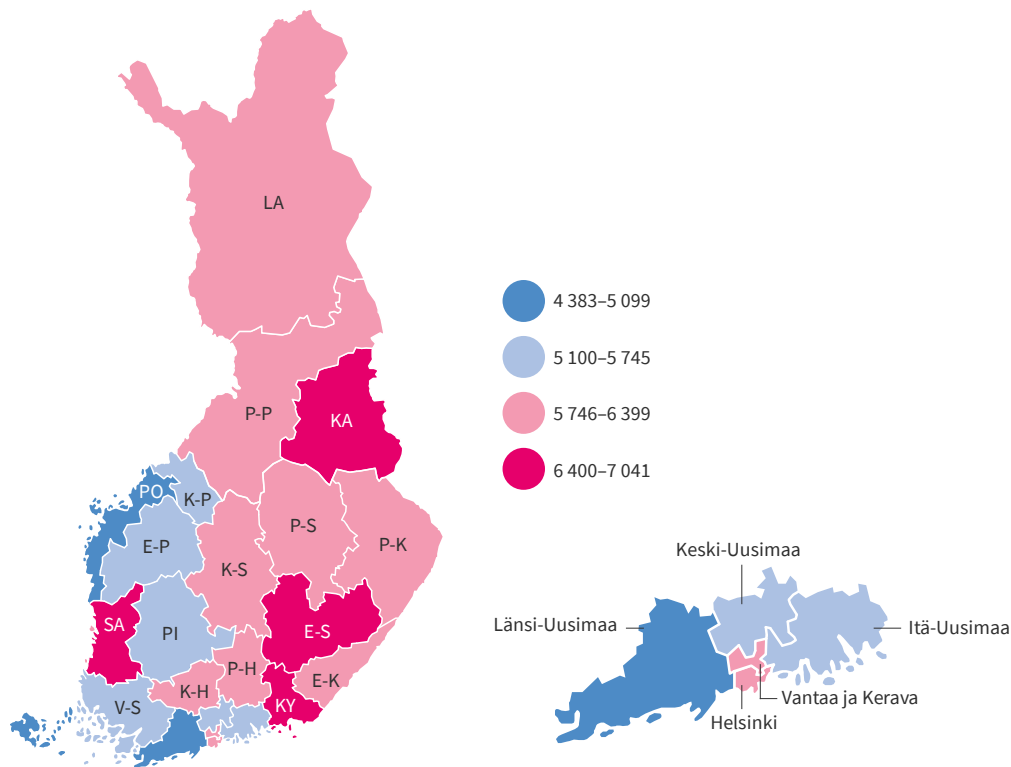 LA
4 383–5 099
5 100–5 745
5 746–6 399
6 400–7 041
P-P
KA
PO
K-P
P-S
E-P
P-K
K-S
SA
PI
E-S
P-H
E-K
K-H
V-S
KY
Keski-Uusimaa
Länsi-Uusimaa
Itä-Uusimaa
Vantaa ja Kerava
Helsinki